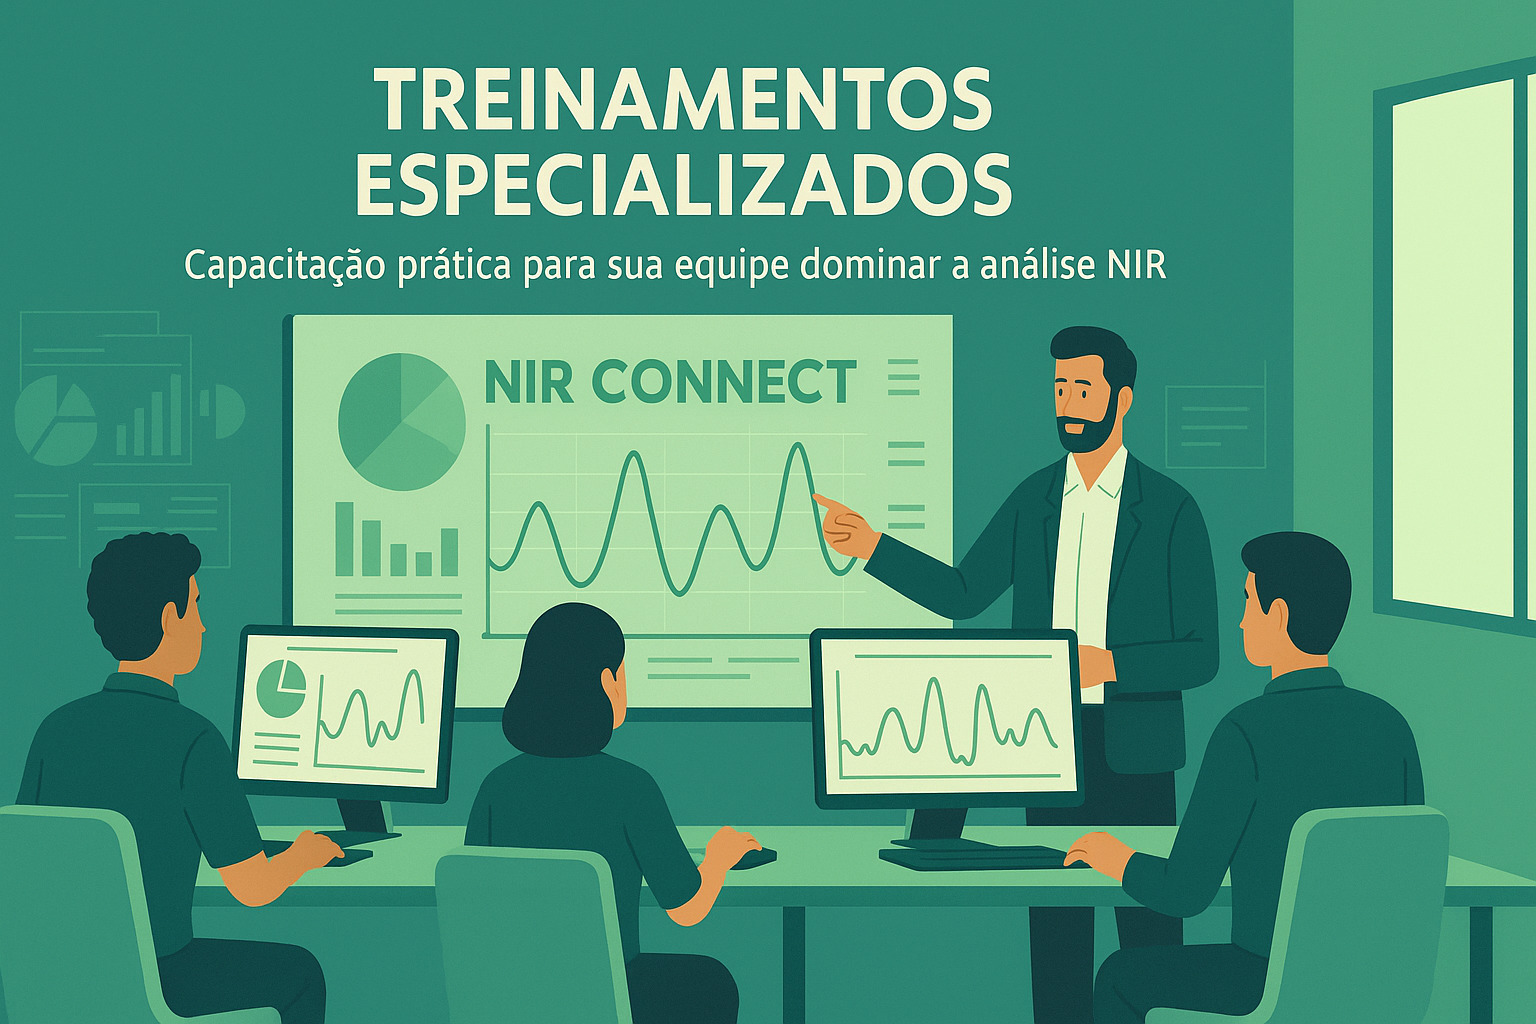 TREINAMENTOS
ESPECIALIZADOS
Capacitação prática para sua equipe dominar a análise NIR
NIR CONNECT